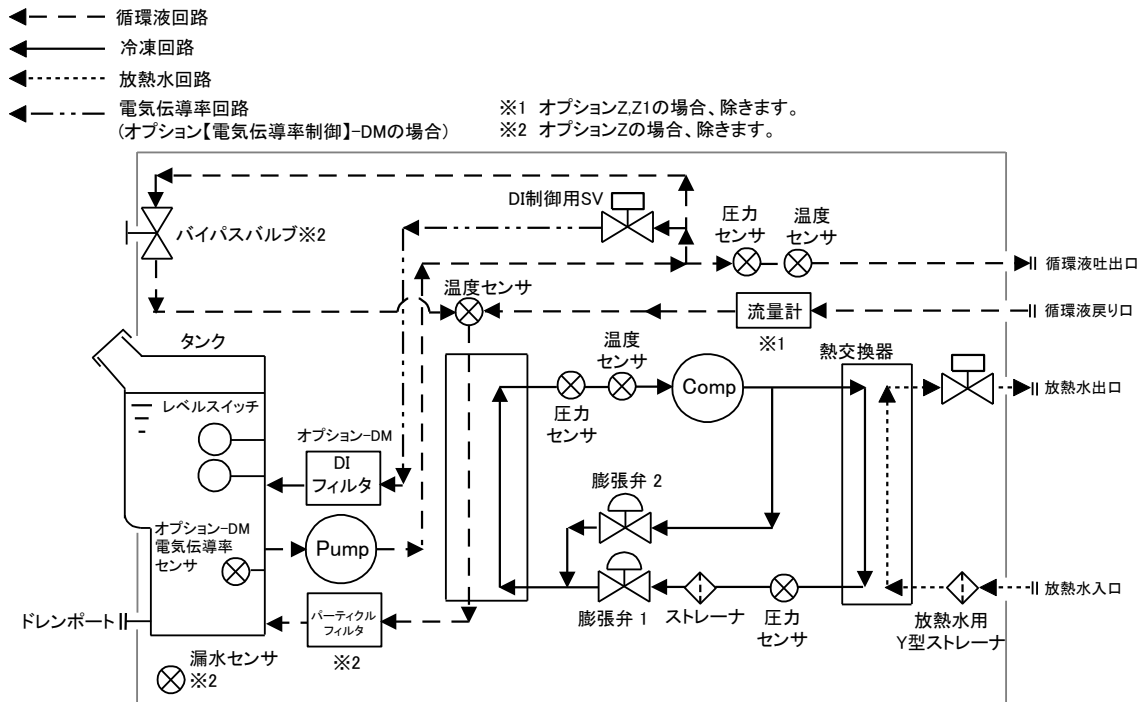 循環液回路
冷凍回路
放熱水回路
電気伝導率回路
(オプション【電気伝導率制御】-DMの場合)
※1 オプションZ,Z1の場合、除きます。
※2 オプションZの場合、除きます。
DI制御用SV
バイパスバルブ※2
圧力
センサ
温度
センサ
循環液吐出口
温度センサ
流量計
※1
循環液戻り口
タンク
温度
センサ
熱交換器
Comp
放熱水出口
レベルスイッチ
圧力
センサ
オプション-DM
DI
フィルタ
膨張弁 2
オプション-DM
電気伝導率
センサ
Pump
放熱水入口
ドレンポート
パーティクル
フィルタ
※2
膨張弁 1
ストレーナ
圧力
センサ
放熱水用
Y型ストレーナ
漏水センサ
※2